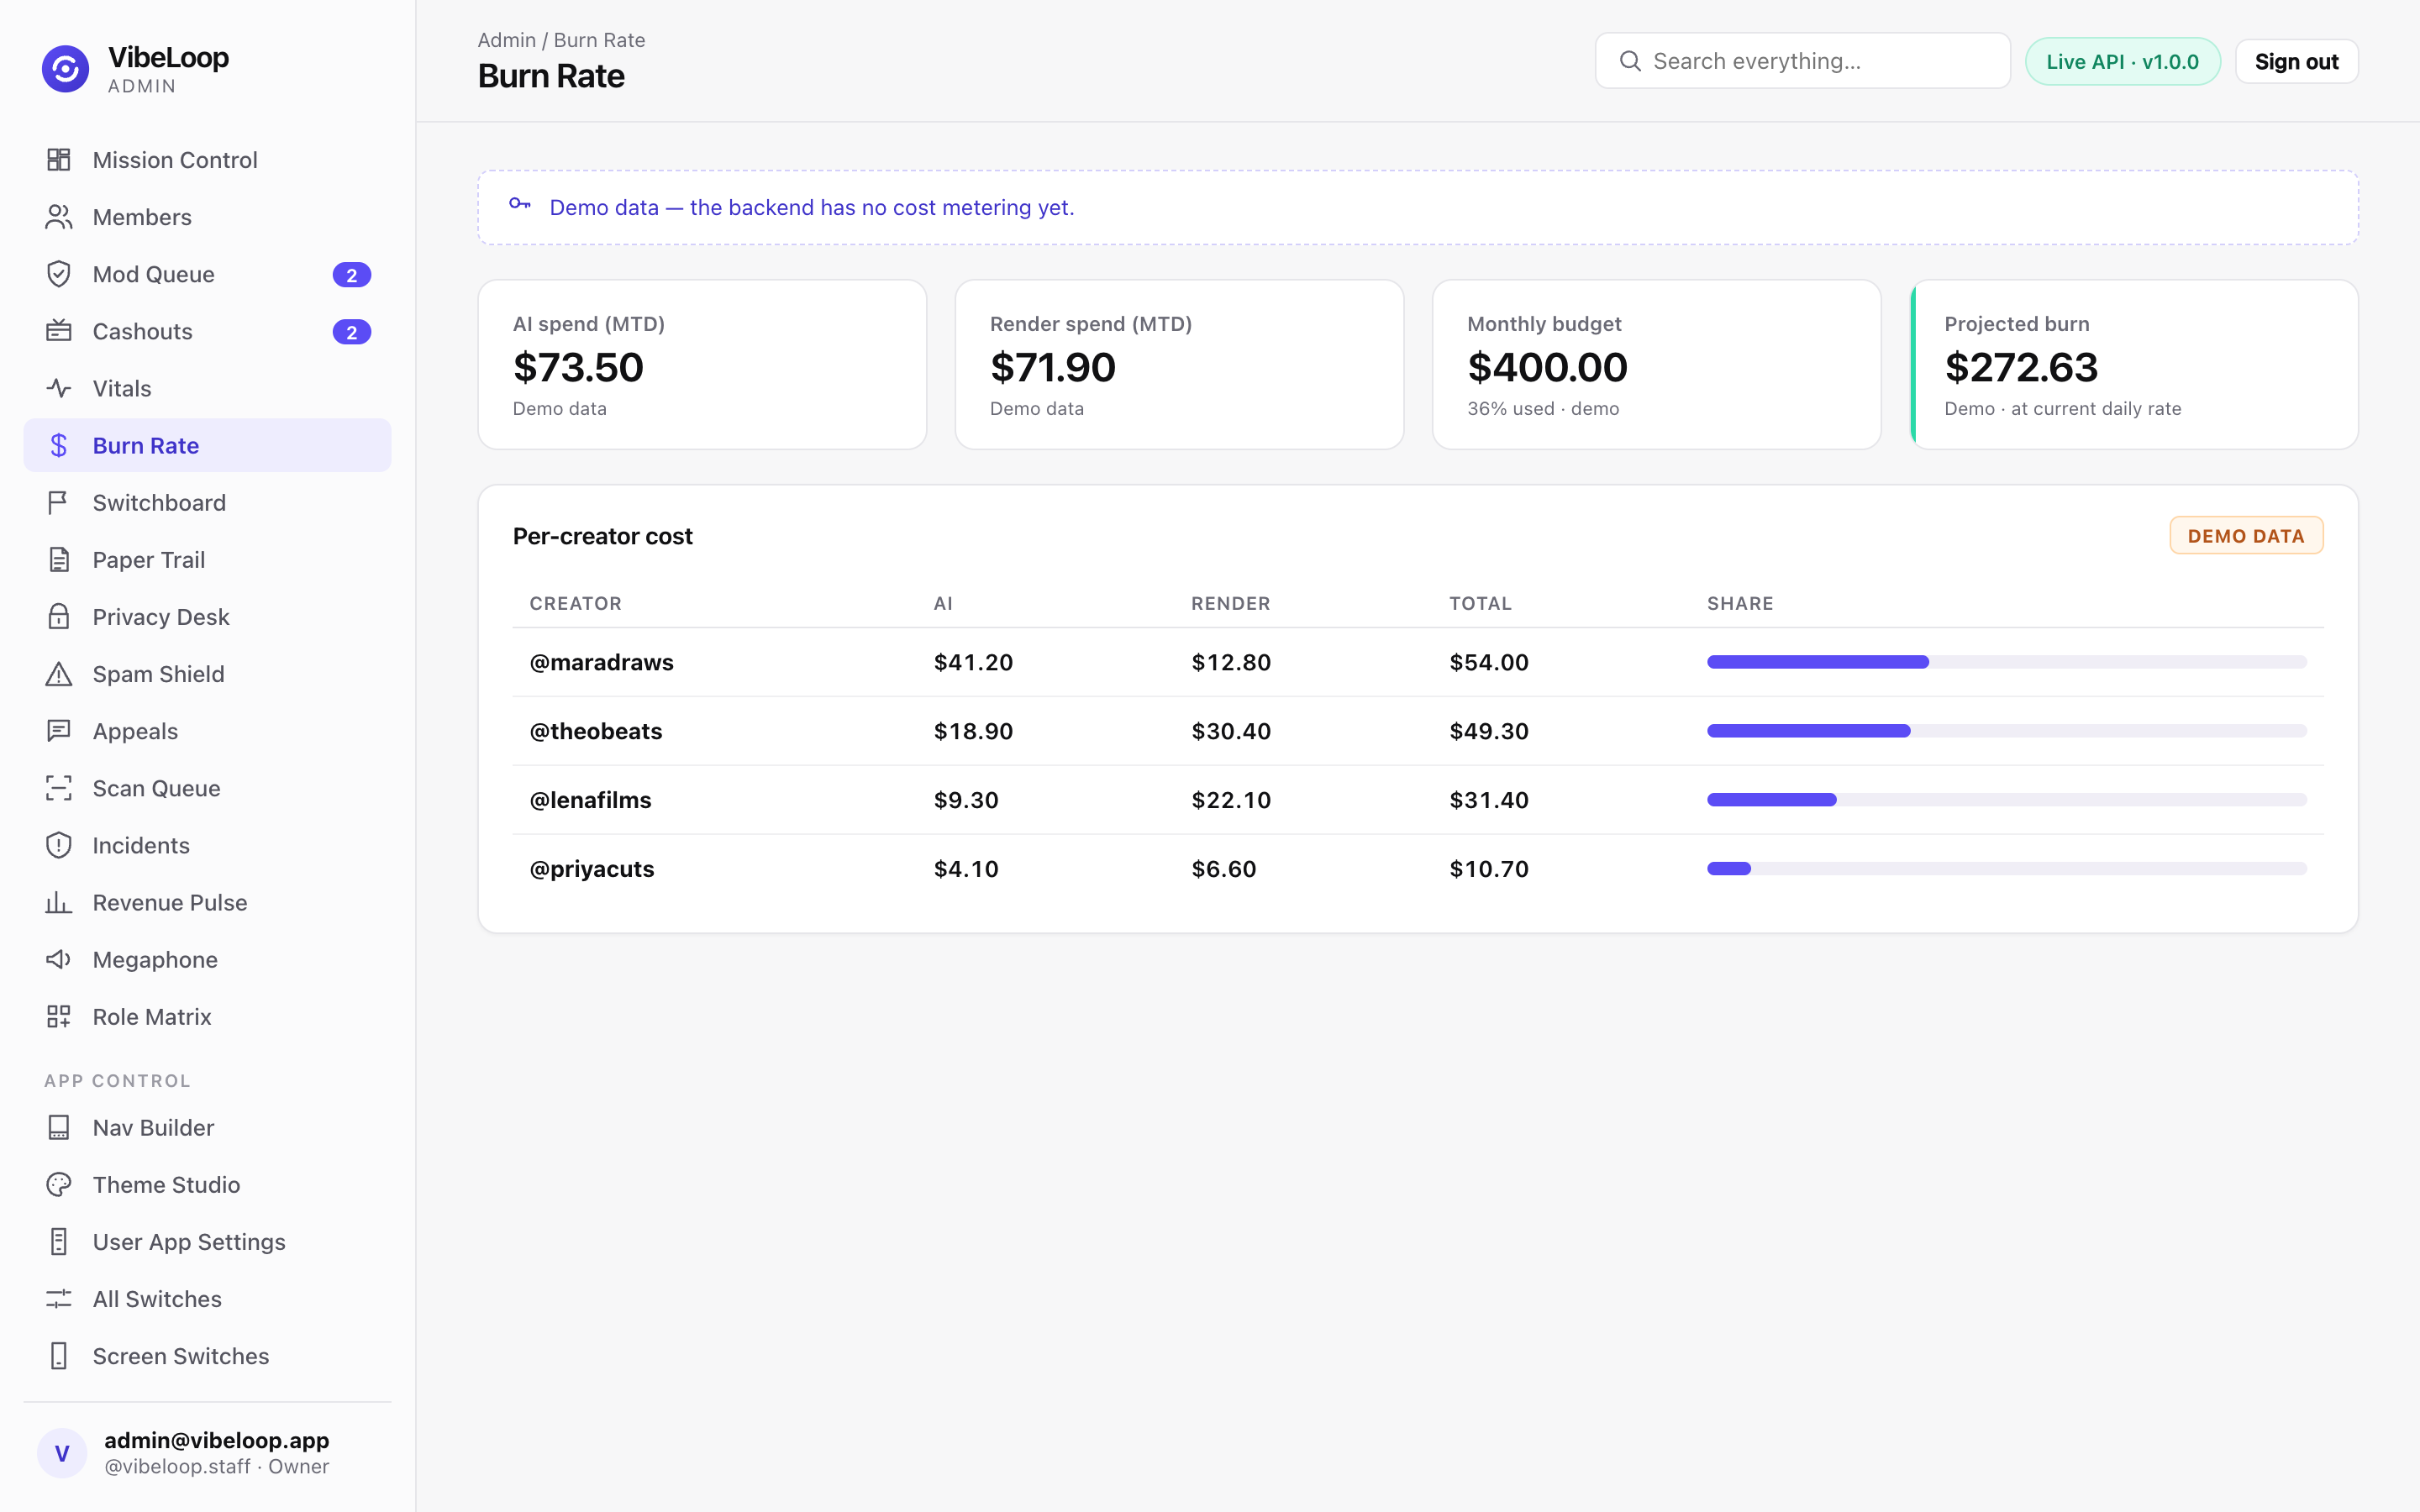 VibeLoop
ADMIN
Mission Control
Members
Mod Queue 2
Cashouts 2
Vitals
Burn Rate
Switchboard
Paper Trail
Privacy Desk
Spam Shield
Appeals
Scan Queue
Incidents
Revenue Pulse
Megaphone
Role Matrix
APP CONTROL
Nav Builder
Theme Studio
User App Settings
All Switches
Screen Switches
V
admin@vibeloop.app
@vibeloop.staff · Owner
Admin / Burn Rate
Burn Rate
Search everything...
Live API · v1.0.0
Sign out
Demo data — the backend has no cost metering yet.
AI spend (MTD)
$73.50
Demo data
Render spend (MTD)
$71.90
Demo data
Monthly budget
$400.00
36% used · demo
Projected burn
$272.63
Demo · at current daily rate
Per-creator cost
DEMO DATA
CREATOR AI RENDER TOTAL SHARE
@maradraws $41.20 $12.80 $54.00
@theobeats $18.90 $30.40 $49.30
@lenafilms $9.30 $22.10 $31.40
@priyacuts $4.10 $6.60 $10.70